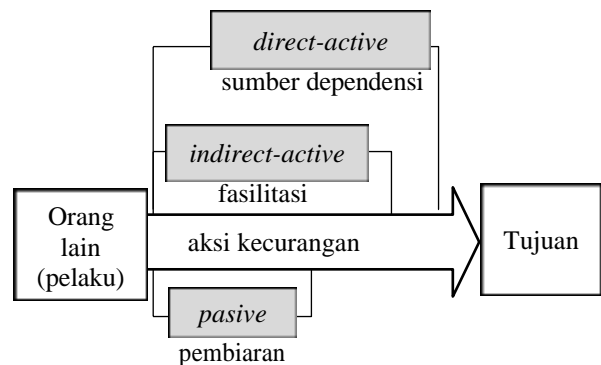 direct-active
sumber dependensi
indirect-active
fasilitasi
Orang
lain
(pelaku)
aksi kecurangan
Tujuan
pasive
pembiaran